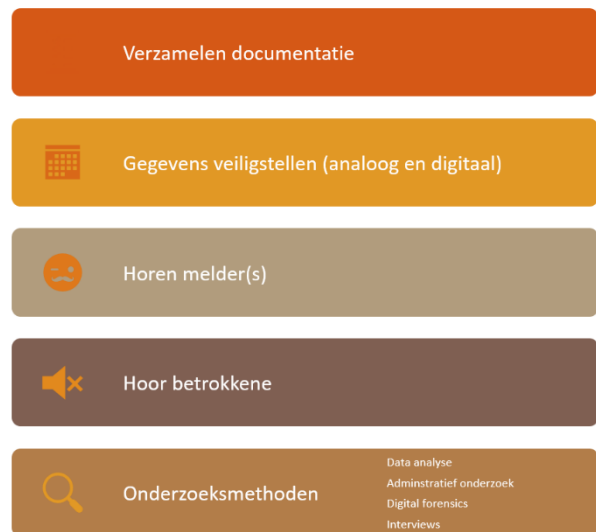 Verzamelen documentatie
Gegevens veiligstellen (analoog en digitaal)
Horen melder(s)
Hoor betrokkene
Onderzoeksmethoden
Data analyse
Adminstratief onderzoek
Digital forensics
Interviews